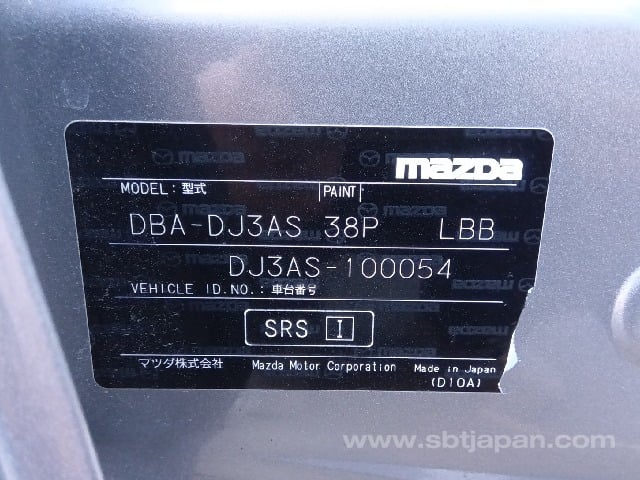 mazda
MODEL: 型式 PAINT
DBA-DJ3AS 38P LBB
DJ3AS-100054
VEHICLE ID.NO.: 車台番号
SRS I
マツダ株式会社 Mazda Motor Corporation Made in Japan
(D10A)
www.sbtjapan.com